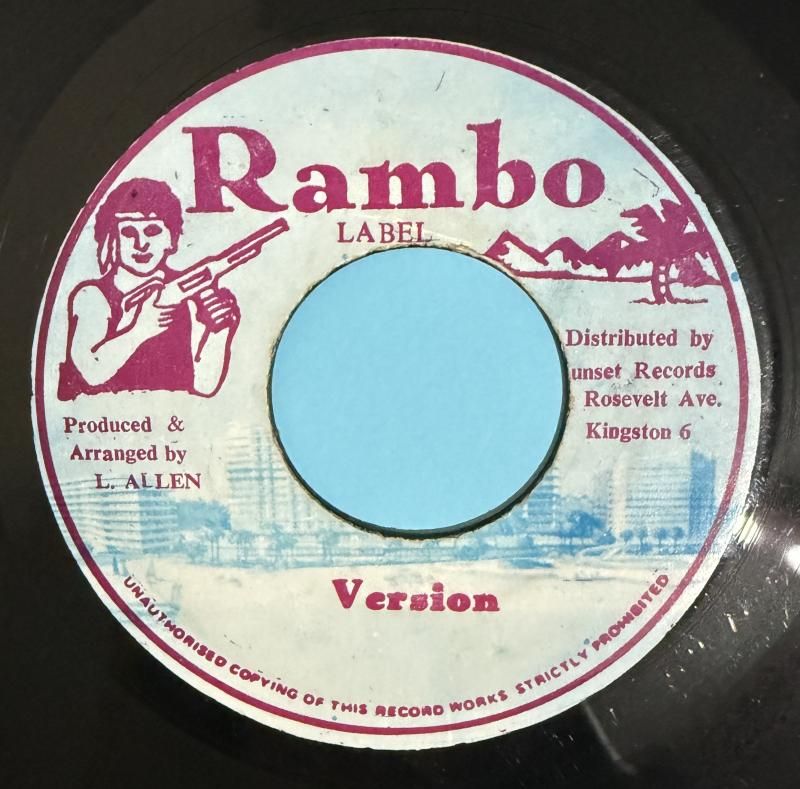 Rambo
LABEL
Produced &
Arranged by
L. ALLEN
Distributed by
unset Records
Rosevelt Ave.
Kingston 6
Version
UNAUTHORISED COPYING OF THIS RECORD WORKS STRICTLY PROHIBITED